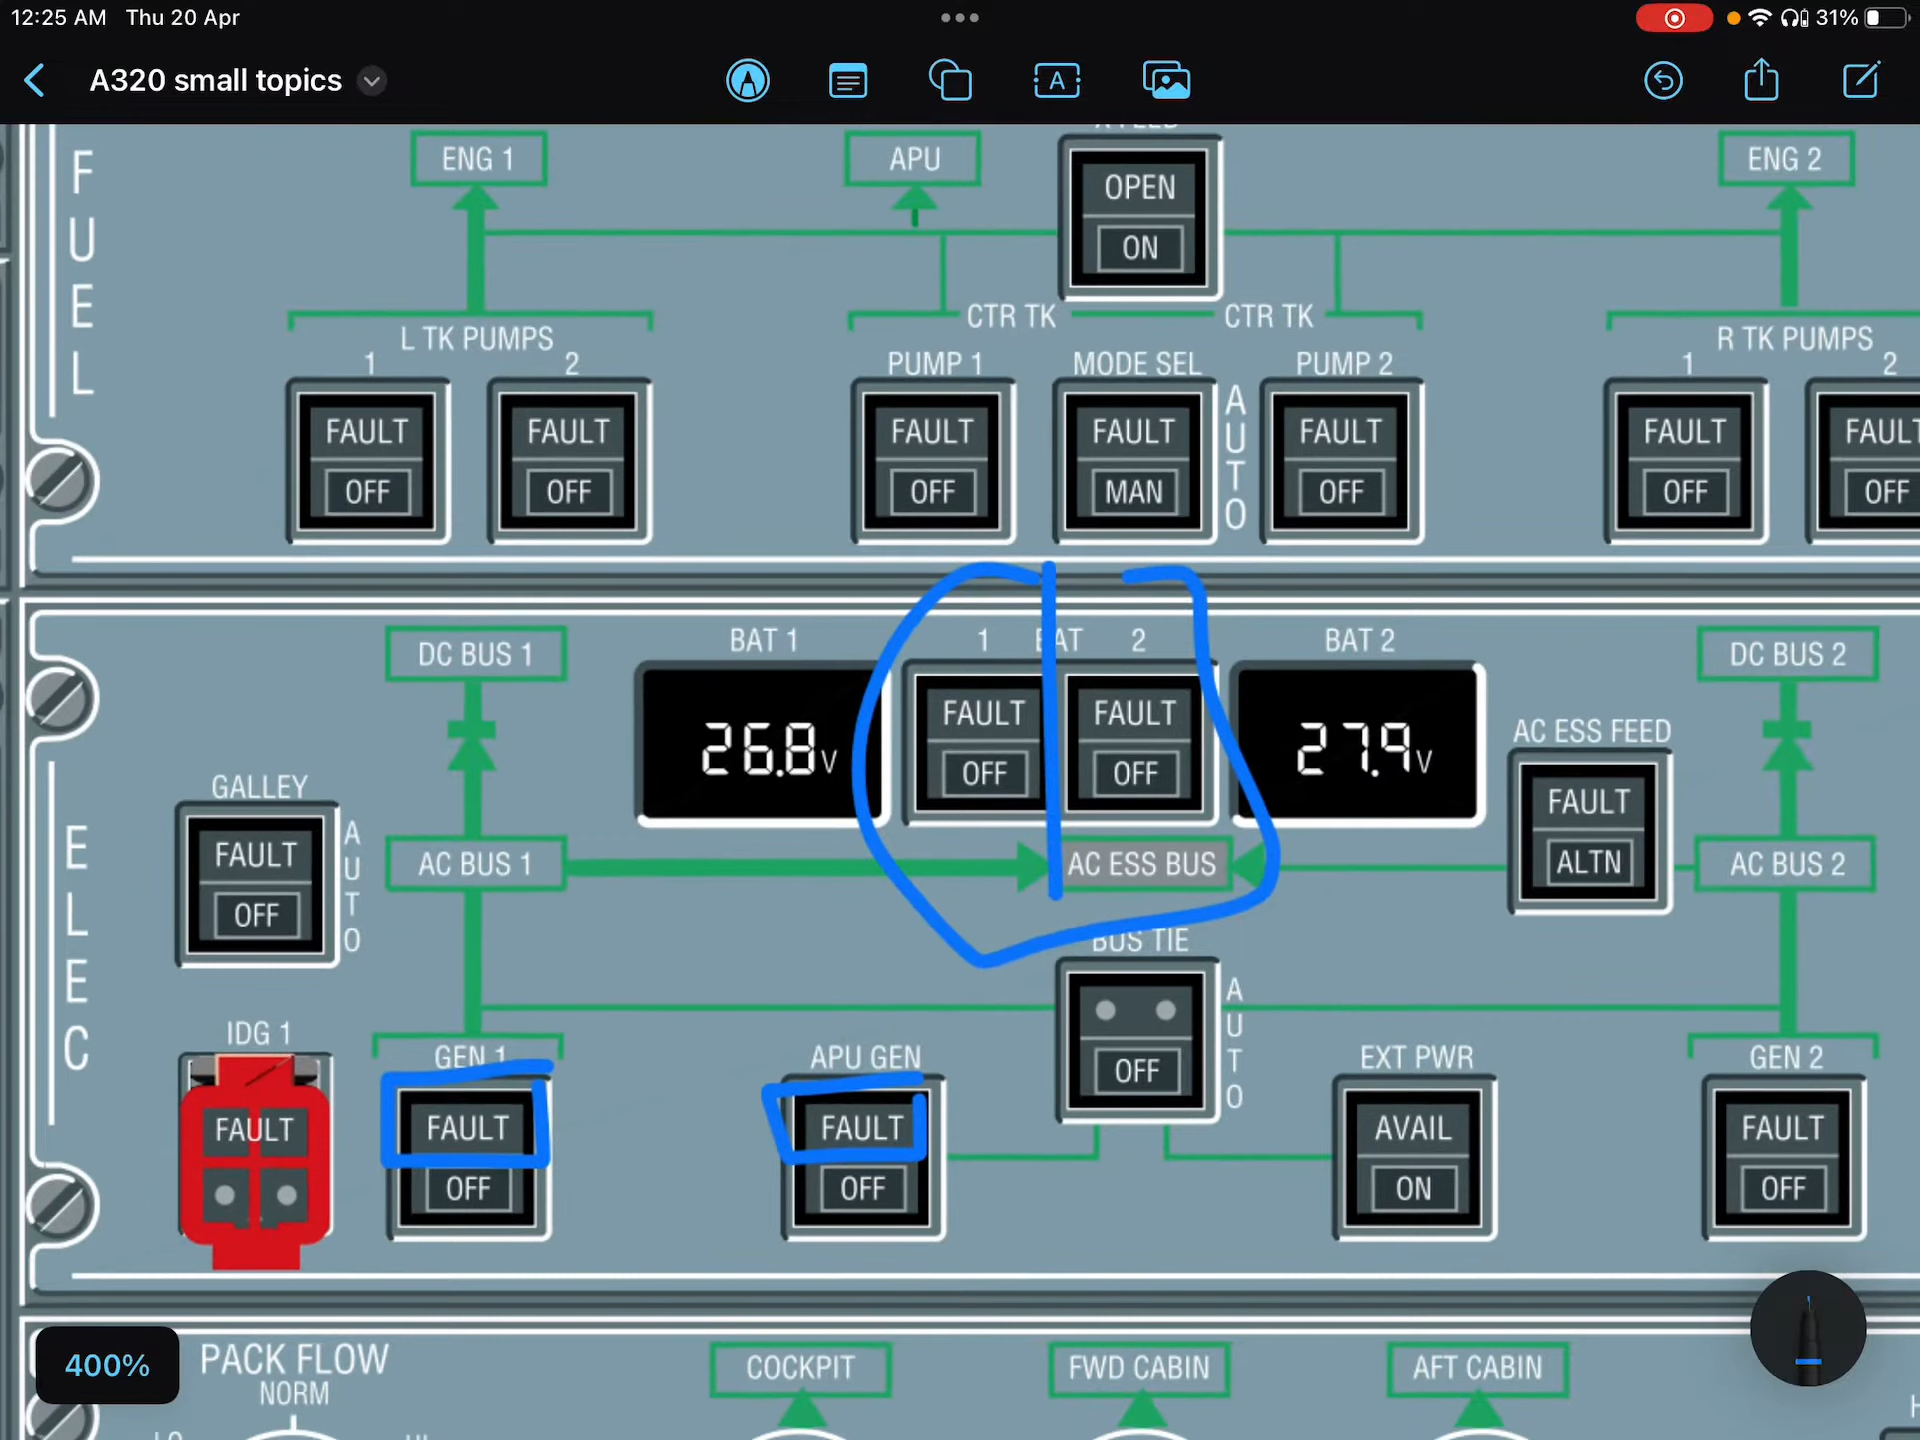 12:25 AM Thu 20 Apr
31%
A320 small topics
A
FUEL
ENG 1
APU
OPEN
ON
ENG 2
L TK PUMPS
1
2
CTR TK
CTR TK
PUMP 1
MODE SEL
PUMP 2
R TK PUMPS
1
2
FAULT
OFF
FAULT
OFF
FAULT
OFF
FAULT
MAN
AUTO
FAULT
OFF
FAULT
OFF
FAULT
OFF
ELEC
DC BUS 1
BAT 1
1
BAT
2
BAT 2
DC BUS 2
26.8V
FAULT
OFF
FAULT
OFF
27.9V
AC ESS FEED
FAULT
ALTN
GALLEY
FAULT
OFF
AUTO
AC BUS 1
AC ESS BUS
AC BUS 2
BUS TIE
OFF
AUTO
IDG 1
FAULT
GEN 1
FAULT
OFF
APU GEN
FAULT
OFF
EXT PWR
AVAIL
ON
GEN 2
FAULT
OFF
400%
PACK FLOW
NORM
COCKPIT
FWD CABIN
AFT CABIN